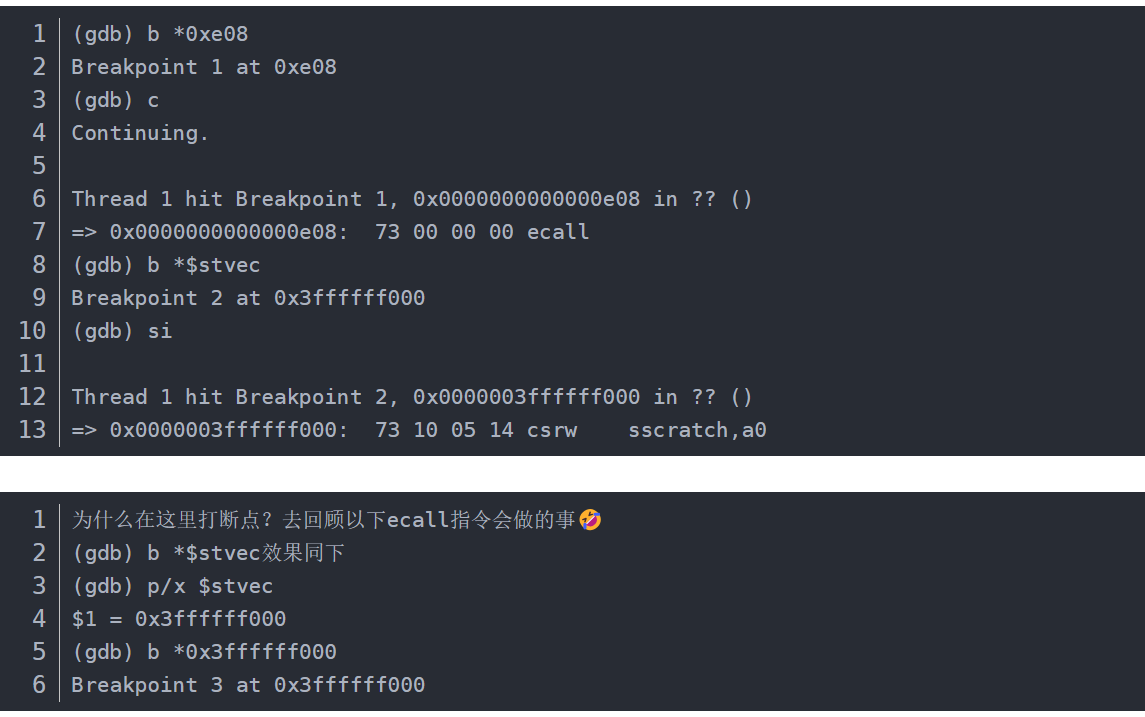 1 (gdb) b *0xe08
2 Breakpoint 1 at 0xe08
3 (gdb) c
4 Continuing.
5
6 Thread 1 hit Breakpoint 1, 0x0000000000000e08 in ?? ()
7 => 0x0000000000000e08:  73 00 00 00 ecall
8 (gdb) b *$stvec
9 Breakpoint 2 at 0x3ffffff000
10 (gdb) si
11
12 Thread 1 hit Breakpoint 2, 0x0000003ffffff000 in ?? ()
13 => 0x0000003ffffff000:  73 10 05 14 csrw    sscratch,a0
1 为什么在这里打断点？去回顾以下ecall指令会做的事🤣
2 (gdb) b *$stvec效果同下
3 (gdb) p/x $stvec
4 $1 = 0x3ffffff000
5 (gdb) b *0x3ffffff000
6 Breakpoint 3 at 0x3ffffff000